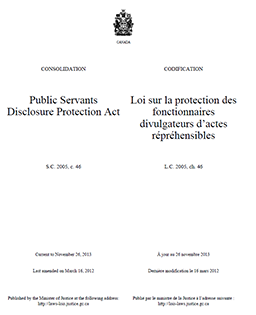 CANADA
CONSOLIDATION
Public Servants
Disclosure Protection Act
S.C. 2005, c. 46
Current to November 26, 2013
Last amended on March 16, 2012
Published by the Minister of Justice at the following address:
http://laws-lois.justice.gc.ca
CODIFICATION
Loi sur la protection des
fonctionnaires
divulgateurs d'actes
répréhensibles
L.C. 2005, ch. 46
À jour au 26 novembre 2013
Dernière modification le 16 mars 2012
Publié par le ministre de la Justice à l'adresse suivante :
http://lois-laws.justice.gc.ca